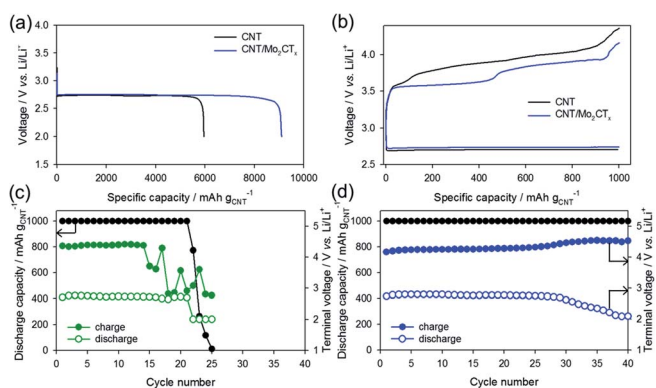 (a)
4.0
3.5
3.0
2.5
2.0
1.5
Voltage / V vs. Li/Li⁻
CNT
CNT/Mo₂CTₓ
0 2000 4000 6000 8000 10000
Specific capacity / mAh g_CNT⁻¹
(b)
4.5
4.0
3.5
3.0
2.5
Voltage / V vs. Li/Li⁺
CNT
CNT/Mo₂CTₓ
0 200 400 600 800 1000
Specific capacity / mAh g_CNT⁻¹
(c)
1000
800
600
400
200
0
Discharge capacity / mAh g_CNT⁻¹
charge
discharge
5
4
3
2
1
Terminal voltage / V vs. Li/Li⁺
0 5 10 15 20 25 30
Cycle number
(d)
1000
800
600
400
200
0
Discharge capacity / mAh g_CNT⁻¹
charge
discharge
5
4
3
2
1
Terminal voltage / V vs. Li/Li⁺
0 5 10 15 20 25 30 35 40
Cycle number